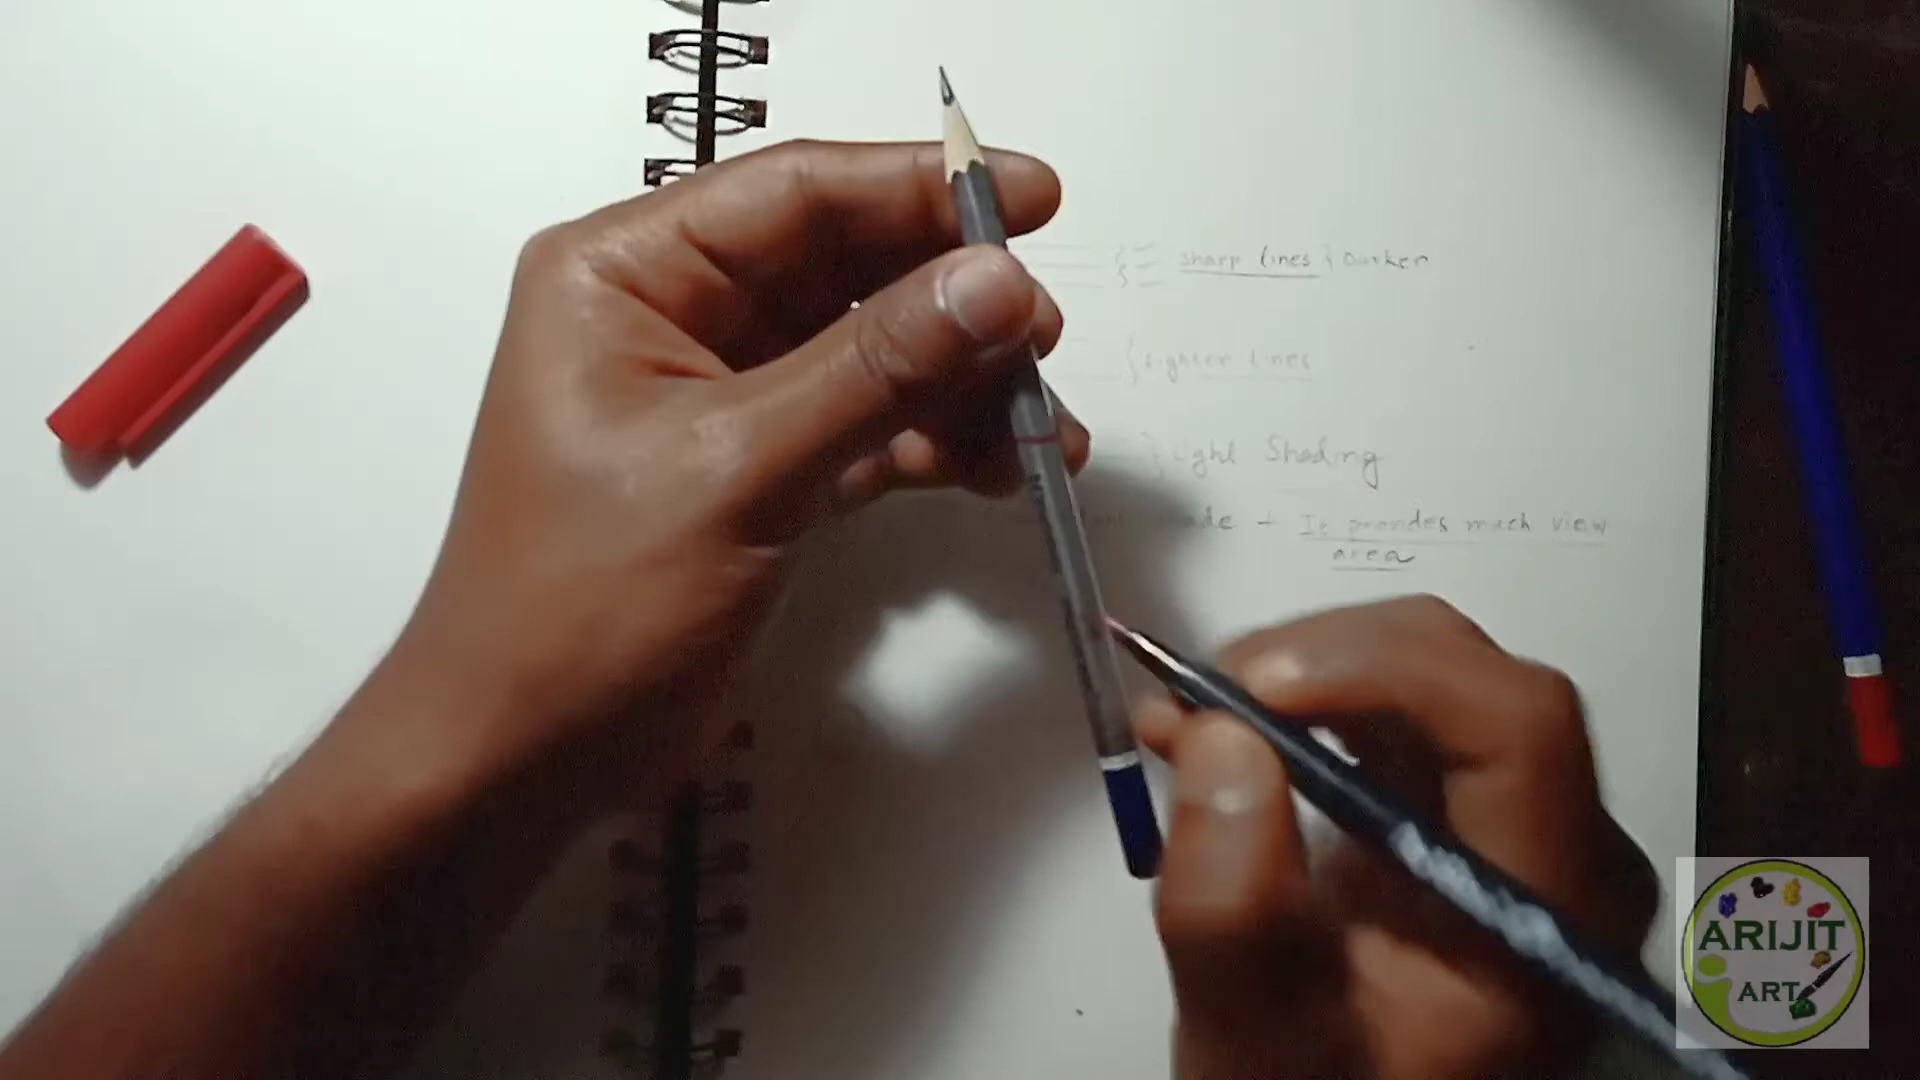 sharp lines } Darker
{ Lighter lines
} Light Shading
It provides much view
area
ARIJIT
ART